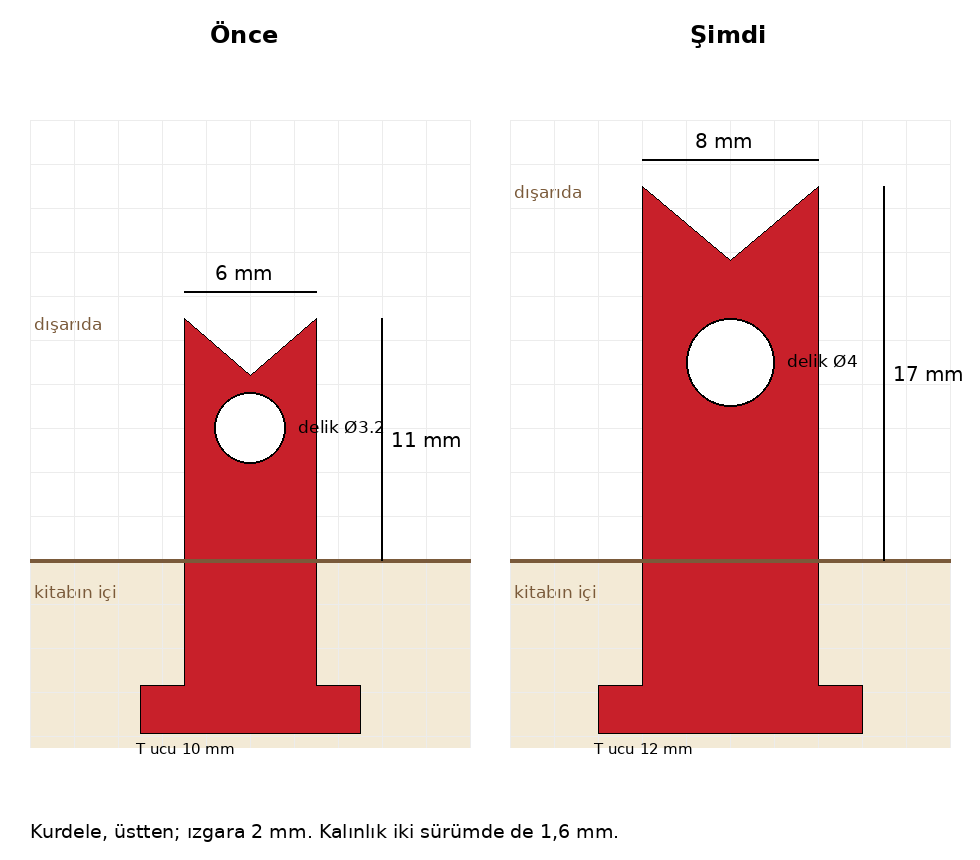 Önce
Şimdi
8 mm
dışarıda
6 mm
dışarıda
delik Ø4
17 mm
delik Ø3.2
11 mm
kitabın içi
kitabın içi
T ucu 10 mm
T ucu 12 mm
Kurdele, üstten; ızgara 2 mm. Kalınlık iki sürümde de 1,6 mm.